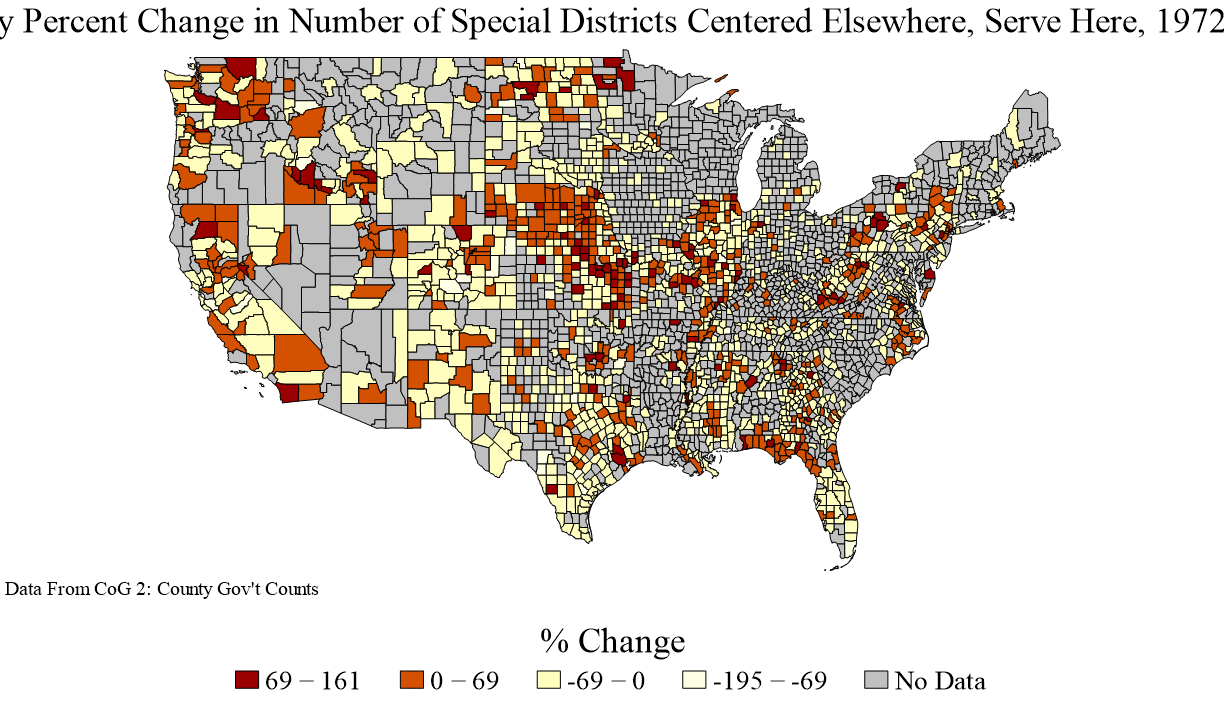 y Percent Change in Number of Special Districts Centered Elsewhere, Serve Here, 1972
Data From CoG 2: County Gov't Counts
% Change
69 − 161 0 − 69 -69 − 0 -195 − -69 No Data